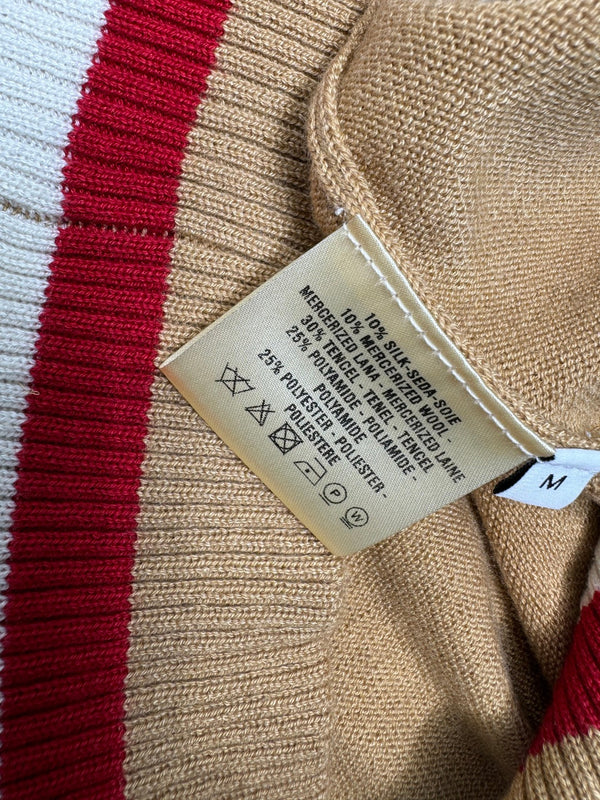 10% SILK-SEDA-SOIE
10% MERCERIZED WOOL -
MERCERIZED LANA - MERCERIZED LAINE
30% TENCEL - TENEL - TENCEL
25% POLYAMIDE - POLIAMIDE -
POLYAMIDE
25% POLYESTER - POLIESTER -
POLIESTERE
P
W
M